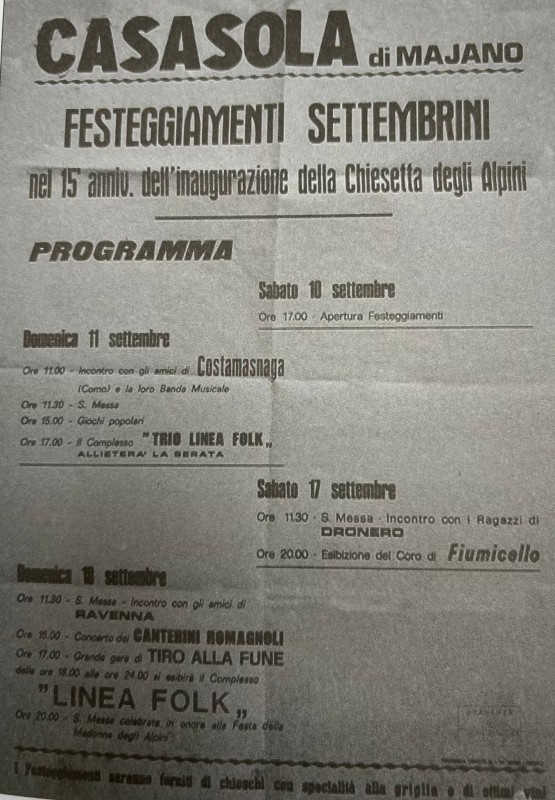 CASASOLA di MAJANO
FESTEGGIAMENTI SETTEMBRINI
nel 15° anniv. dell'inaugurazione della Chiesetta degli Alpini
PROGRAMMA
Sabato 10 settembre
Ore 17.00 - Apertura Festeggiamenti
Domenica 11 settembre
Ore 11.00 - Incontro con gli amici di Costamasnaga
(Como) e la loro Banda Musicale
Ore 11.30 - S. Messa
Ore 15.00 - Giochi popolari
Ore 17.00 - Il Complesso "TRIO LINEA FOLK„
ALLIETERA' LA SERATA
Sabato 17 settembre
Ore 11.30 - S. Messa - Incontro con i Ragazzi di
DRONERO
Ore 20.00 - Esibizione del Coro di Fiumicello
Domenica 18 settembre
Ore 11.30 - S. Messa - Incontro con gli amici di
RAVENNA
Ore 16.00 - Concerto dei CANTERINI ROMAGNOLI
Ore 17.00 - Grande gara di TIRO ALLA FUNE
dalle ore 18.00 alle ore 24.00 si esibirà il Complesso
"LINEA FOLK„
Ore 20.00 - S. Messa celebrata in onore alla Festa della
Madonna degli Alpini
I Festeggiamenti saranno forniti di chioschi con specialità alla griglia e di ottimi vini